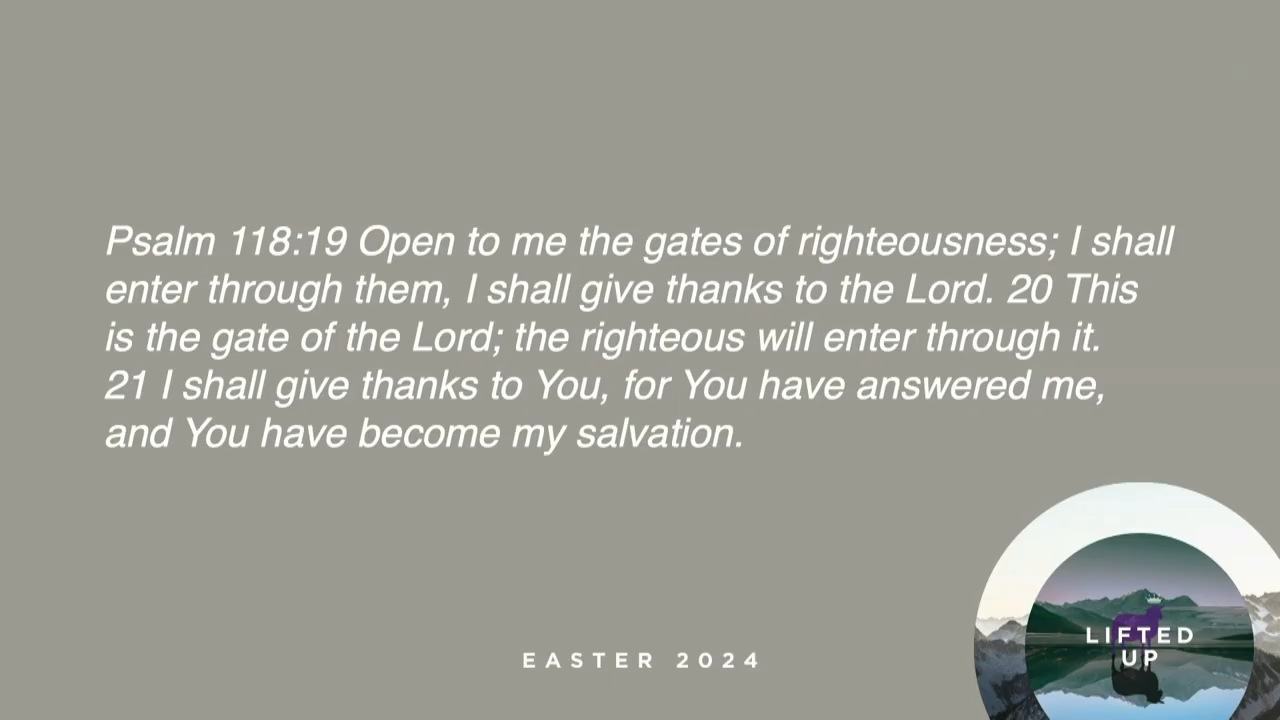 Psalm 118:19 Open to me the gates of righteousness; I shall
enter through them, I shall give thanks to the Lord. 20 This
is the gate of the Lord; the righteous will enter through it.
21 I shall give thanks to You, for You have answered me,
and You have become my salvation.
EASTER 2024
LIFTED
UP